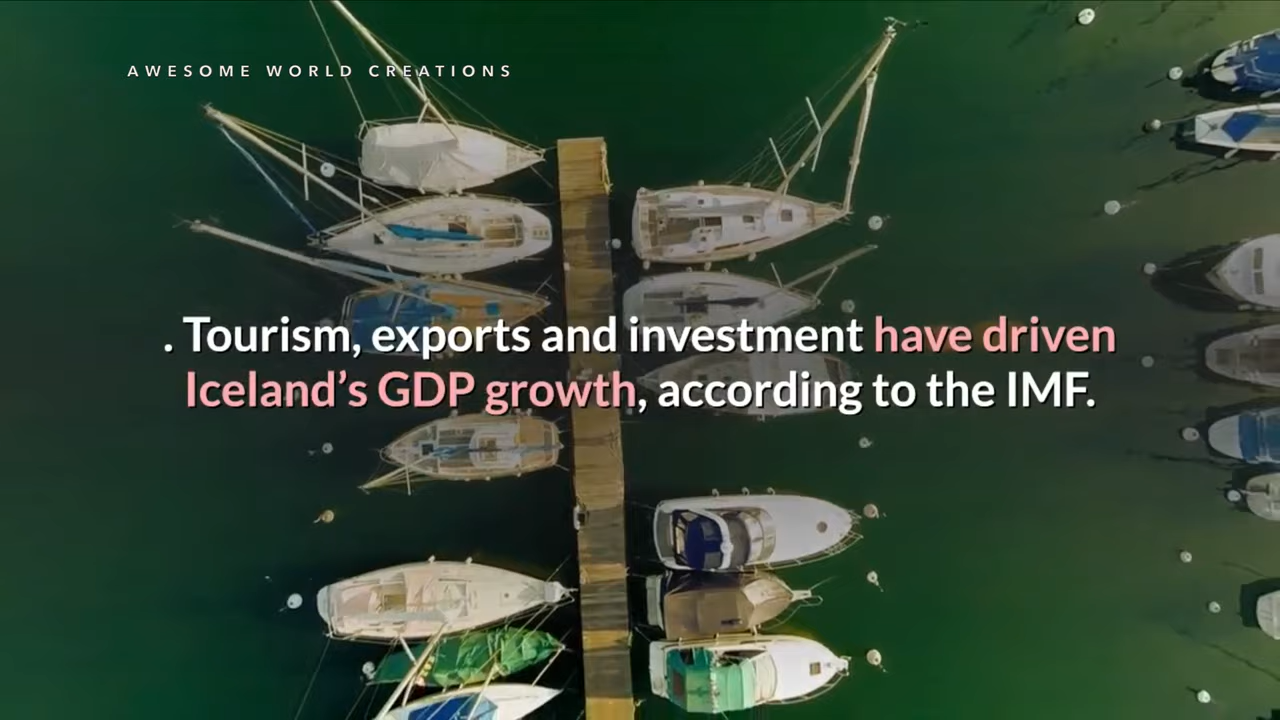 AWESOME WORLD CREATIONS
. Tourism, exports and investment have driven
Iceland’s GDP growth, according to the IMF.